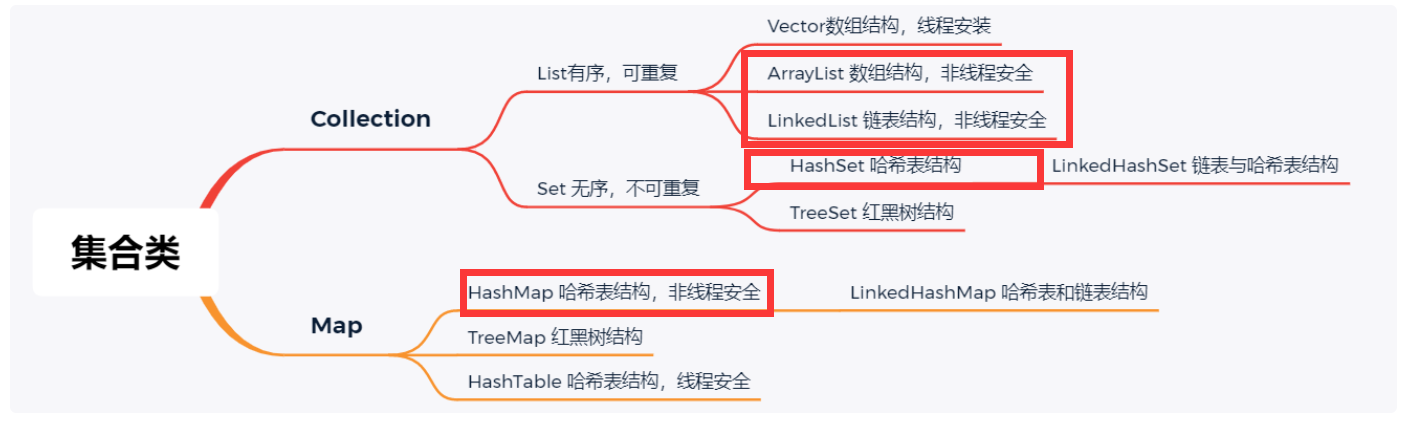 集合类
Collection
List有序，可重复
Vector数组结构，线程安装
ArrayList 数组结构，非线程安全
LinkedList 链表结构，非线程安全
Set 无序，不可重复
HashSet 哈希表结构
LinkedHashSet 链表与哈希表结构
TreeSet 红黑树结构
Map
HashMap 哈希表结构，非线程安全
LinkedHashMap 哈希表和链表结构
TreeMap 红黑树结构
HashTable 哈希表结构，线程安全